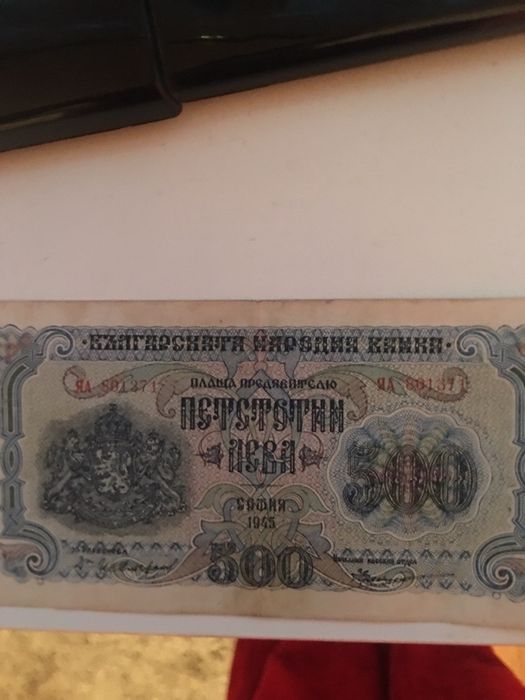 БЪЛГАРСКАТА НАРОДНА БАНКА
ЯА 801371 ПЛАЩА ПРЕДЯВИТЕЛЮ ЯА 801371
ПЕТСТОТИН
ЛЕВА
500
СОФИЯ
1945
500